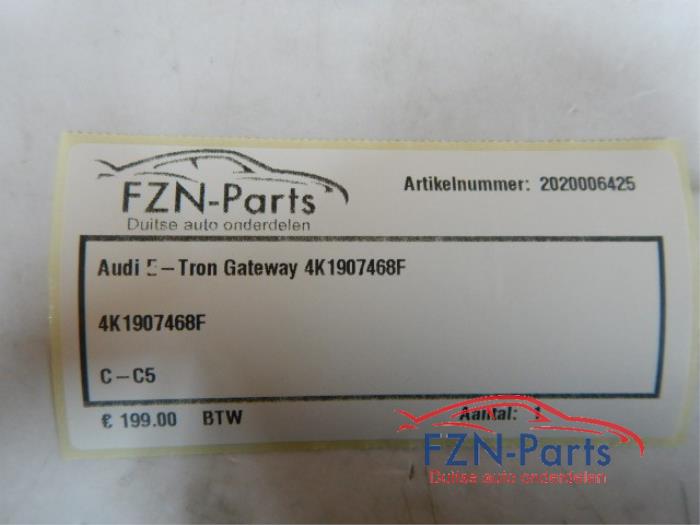 FZN-Parts
Duitse auto onderdelen
Artikelnummer: 2020006425
Audi E-Tron Gateway 4K1907468F
4K1907468F
C-C5
€ 199.00 BTW
Aantal: 1
FZN-Parts
Duitse auto onderdelen